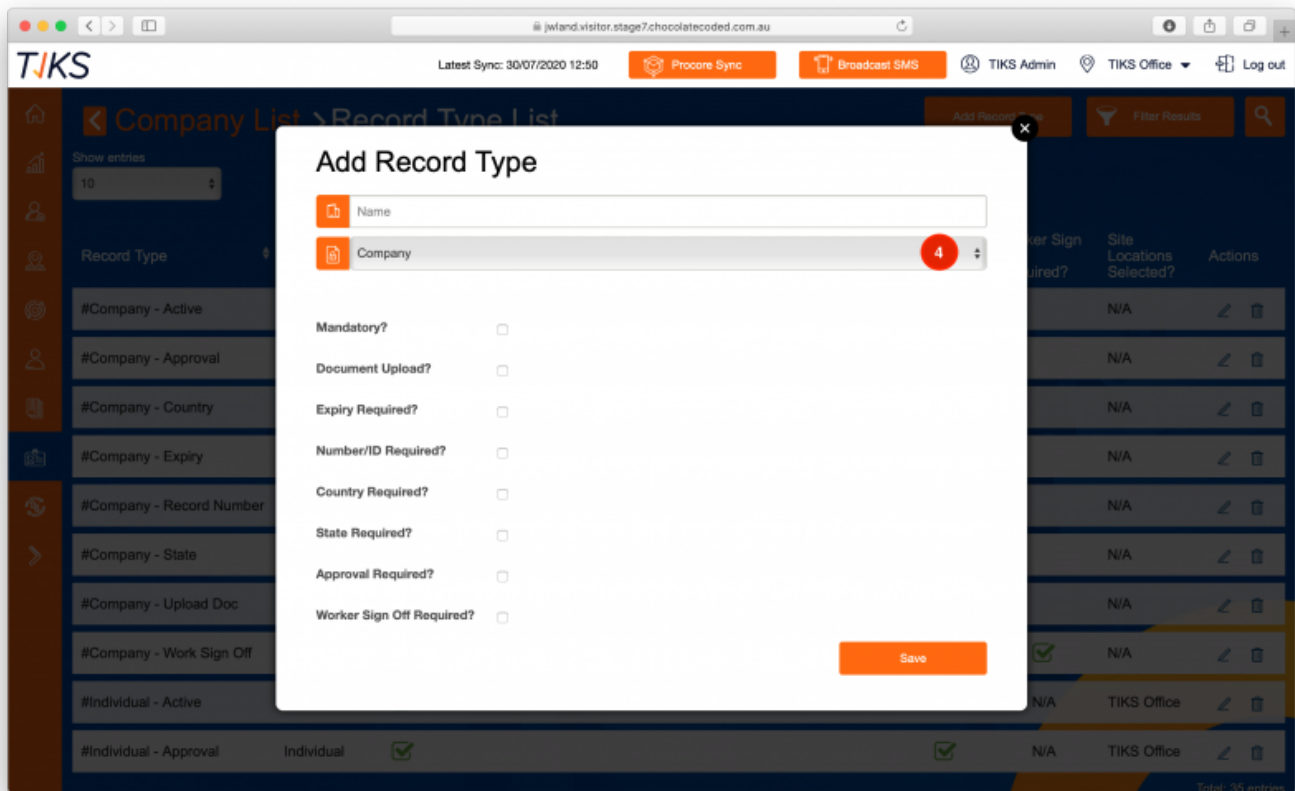 jwland.visitor.stage7.chocolatecoded.com.au
TIKS
Latest Sync: 30/07/2020 12:50
Procore Sync
Broadcast SMS
TIKS Admin
TIKS Office
Log out
Company List > Record Type List
Add Record
Filter Results
Show entries
10
Add Record Type
Name
Company
4
Record Type
Sign
Site
Locations
Selected?
Actions
#Company - Active
N/A
#Company - Approval
N/A
#Company - Country
N/A
#Company - Expiry
N/A
#Company - Record Number
N/A
#Company - State
N/A
#Company - Upload Doc
N/A
#Company - Work Sign Off
N/A
#Individual - Active
N/A
TIKS Office
#Individual - Approval
Individual
N/A
TIKS Office
Mandatory?
Document Upload?
Expiry Required?
Number/ID Required?
Country Required?
State Required?
Approval Required?
Worker Sign Off Required?
Save
Total: 35 entries